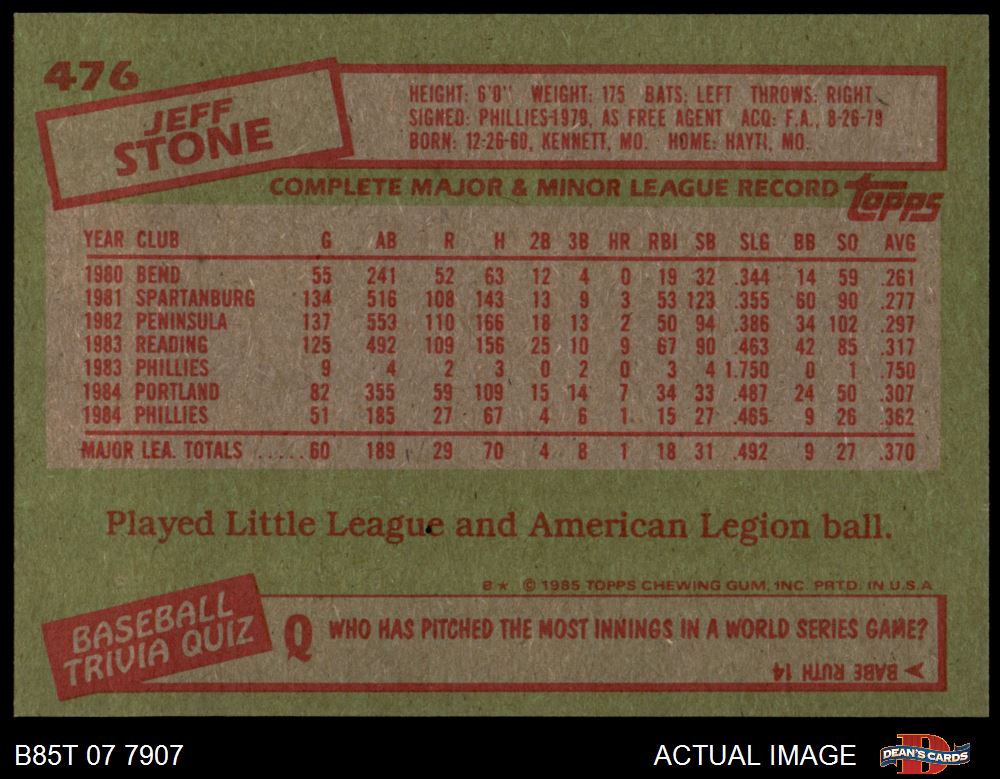 476
JEFF
STONE
HEIGHT: 6'0'' WEIGHT: 175 BATS: LEFT THROWS: RIGHT
SIGNED: PHILLIES-1979, AS FREE AGENT ACQ: F.A., 8-26-79
BORN: 12-26-60, KENNETT, MO. HOME: HAYTI, MO.
COMPLETE MAJOR & MINOR LEAGUE RECORD topps
YEAR CLUB G AB R H 2B 3B HR RBI SB SLG BB SO AVG
1980 BEND 55 241 52 63 12 4 0 19 32 .344 14 59 .261
1981 SPARTANBURG 134 516 108 143 13 9 3 53 123 .355 60 90 .277
1982 PENINSULA 137 553 110 166 18 13 2 50 94 .386 34 102 .297
1983 READING 125 492 109 156 25 10 9 67 90 .463 42 85 .317
1983 PHILLIES 9 4 2 3 0 2 0 3 4 1.750 0 1 .750
1984 PORTLAND 82 355 59 109 15 14 7 34 33 .487 24 50 .307
1984 PHILLIES 51 185 27 67 4 6 1 15 27 .465 9 26 .362
MAJOR LEA. TOTALS ......60 189 29 70 4 8 1 18 31 .492 9 27 .370
Played Little League and American Legion ball.
B★ © 1985 TOPPS CHEWING GUM, INC. PRTD. IN U.S.A
BASEBALL
TRIVIA QUIZ
Q WHO HAS PITCHED THE MOST INNINGS IN A WORLD SERIES GAME?
➤ BABE RUTH 14
B85T 07 7907 ACTUAL IMAGE DEAN'S CARDS